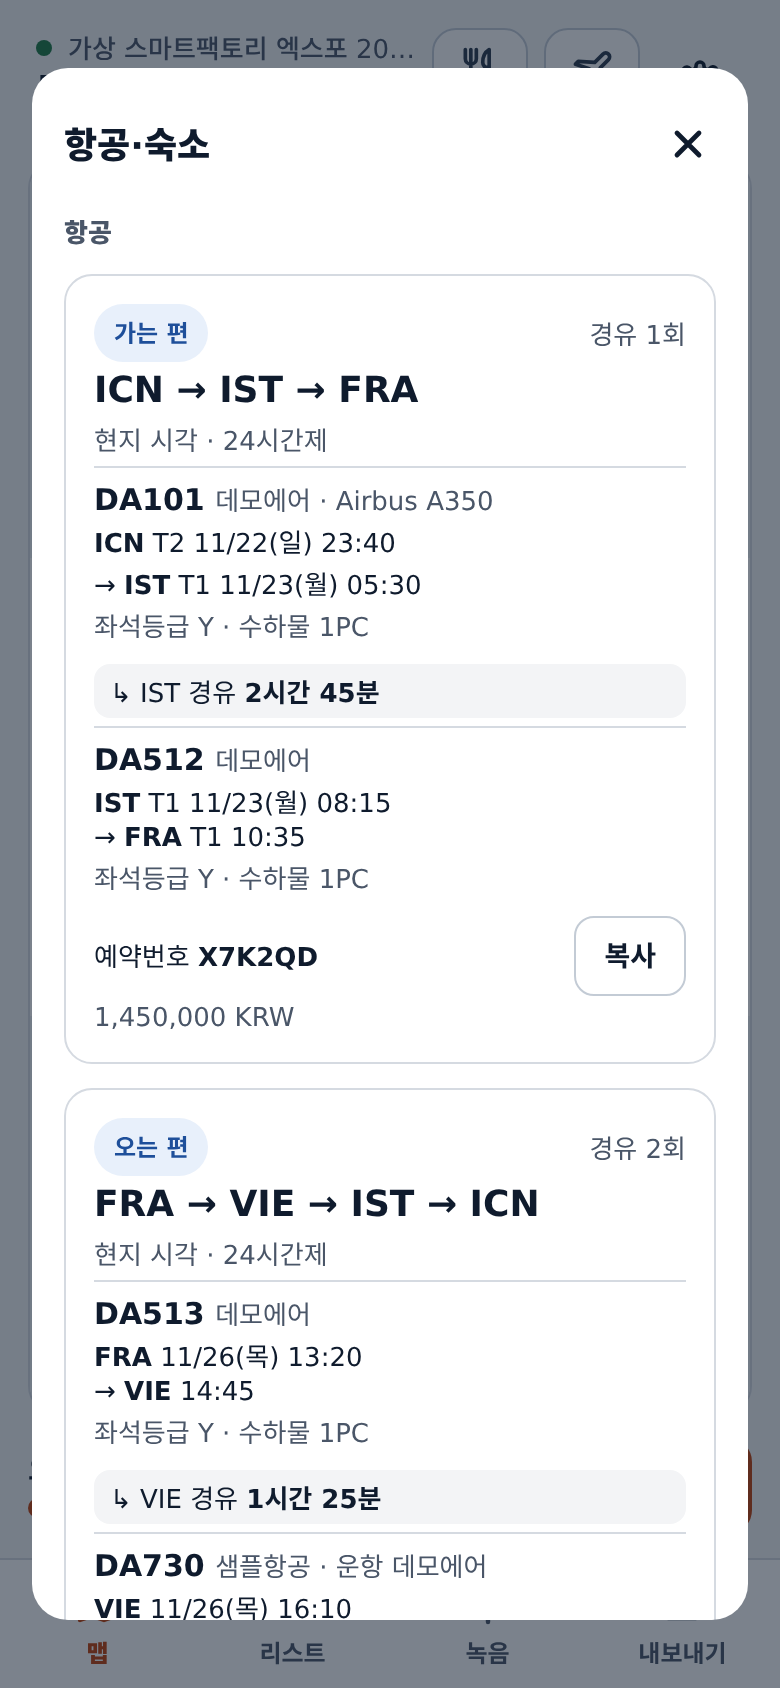 가상 스마트팩토리 엑스포 20...
항공·숙소
항공
가는 편
경유 1회
ICN → IST → FRA
현지 시각 · 24시간제
DA101 데모에어 · Airbus A350
ICN T2 11/22(일) 23:40
→ IST T1 11/23(월) 05:30
좌석등급 Y · 수하물 1PC
↳ IST 경유 2시간 45분
DA512 데모에어
IST T1 11/23(월) 08:15
→ FRA T1 10:35
좌석등급 Y · 수하물 1PC
예약번호 X7K2QD
복사
1,450,000 KRW
오는 편
경유 2회
FRA → VIE → IST → ICN
현지 시각 · 24시간제
DA513 데모에어
FRA 11/26(목) 13:20
→ VIE 14:45
좌석등급 Y · 수하물 1PC
↳ VIE 경유 1시간 25분
DA730 샘플항공 · 운항 데모에어
VIE 11/26(목) 16:10
맵
리스트
녹음
내보내기